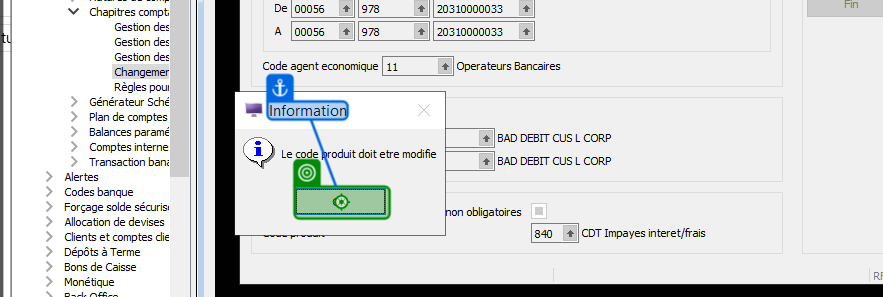 Chapitres compta
Gestion des
Gestion des
Gestion des
Changemer
Règles pour
Générateur Sché
Plan de comptes
Balances paramé
Comptes interne
Transaction bana
Alertes
Codes banque
Forçage solde sécurisé
Allocation de devises
Clients et comptes clie
Dépôts à Terme
Bons de Caisse
Monétique
Back Office
De 00056 978 20310000033
A 00056 978 20310000033
Fin
Code agent economique 11 Operateurs Bancaires
Information
Le code produit doit etre modifie
BAD DEBIT CUS L CORP
BAD DEBIT CUS L CORP
non obligatoires
840 CDT Impayes interet/frais